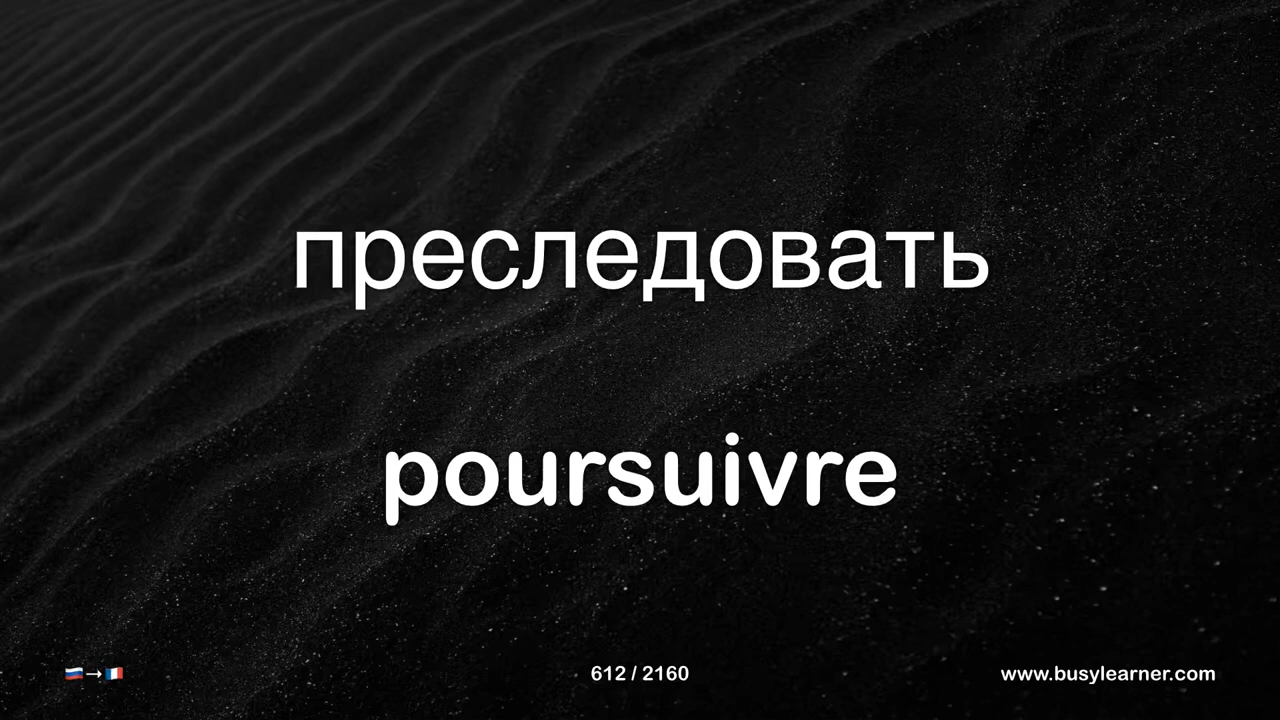 преследовать
poursuivre
🇷🇺→🇫🇷
612 / 2160
www.busylearner.com